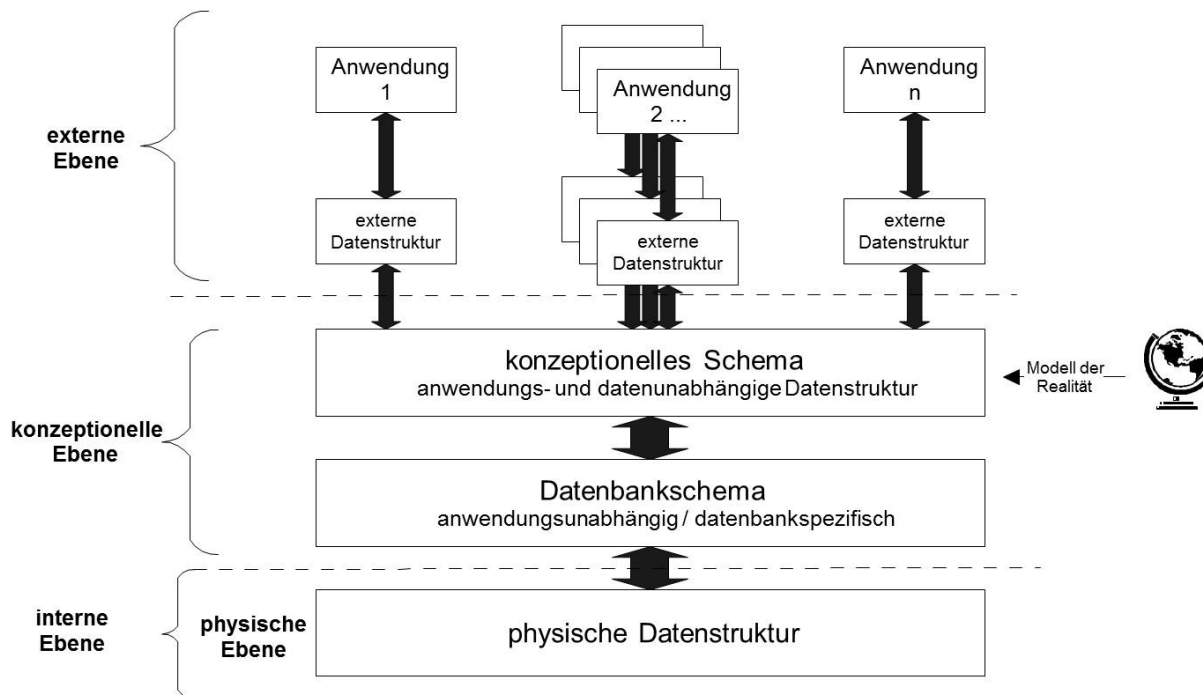 Anwendung
1
Anwendung
2 ...
Anwendung
n
externe
Ebene
externe
Datenstruktur
externe
Datenstruktur
externe
Datenstruktur
konzeptionelles Schema
anwendungs- und datenunabhängige Datenstruktur
Modell der
Realität
konzeptionelle
Ebene
Datenbankschema
anwendungsunabhängig / datenbankspezifisch
interne
Ebene
physische
Ebene
physische Datenstruktur